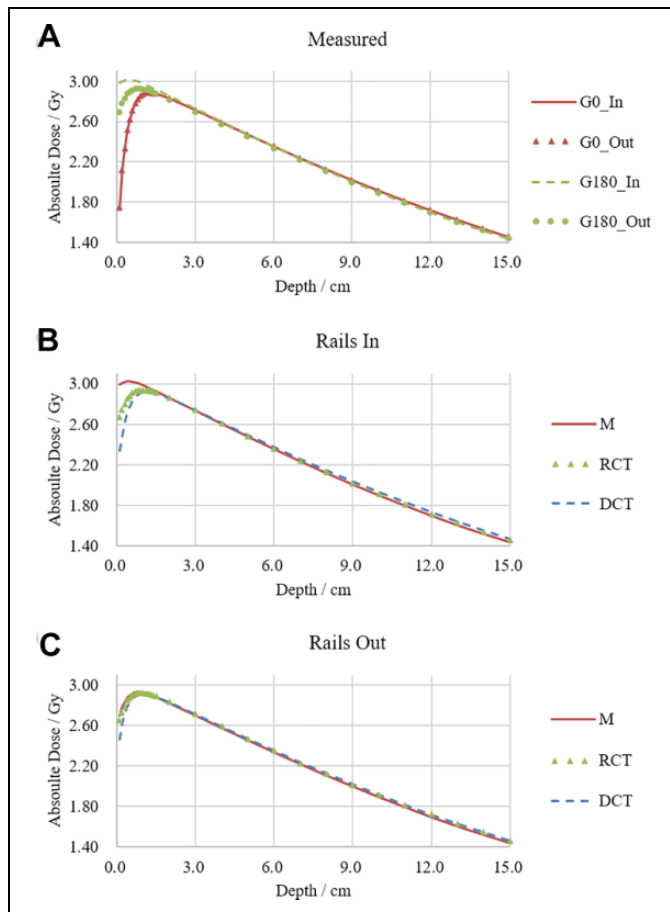 A
Measured
3.00
2.60
2.20
1.80
1.40
Absoulte Dose / Gy
0.0 3.0 6.0 9.0 12.0 15.0
Depth / cm
G0_In
G0_Out
G180_In
G180_Out
B
Rails In
3.00
2.60
2.20
1.80
1.40
Absoulte Dose / Gy
0.0 3.0 6.0 9.0 12.0 15.0
Depth / cm
M
RCT
DCT
C
Rails Out
3.00
2.60
2.20
1.80
1.40
Absoulte Dose / Gy
0.0 3.0 6.0 9.0 12.0 15.0
Depth / cm
M
RCT
DCT